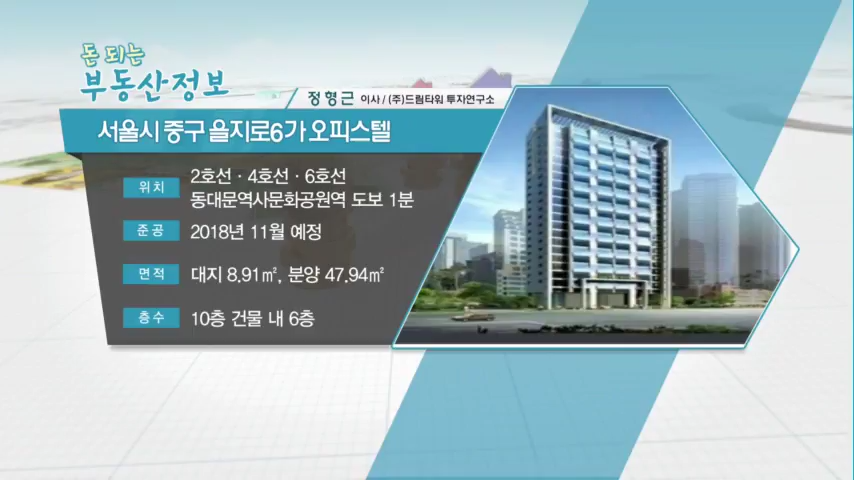 돈 되는
부동산정보
정형근 이사 / (주)드림타워 투자연구소
서울시 중구 을지로6가 오피스텔
위치 2호선 · 4호선 · 6호선
동대문역사문화공원역 도보 1분
준공 2018년 11월 예정
면적 대지 8.91㎡, 분양 47.94㎡
층수 10층 건물 내 6층